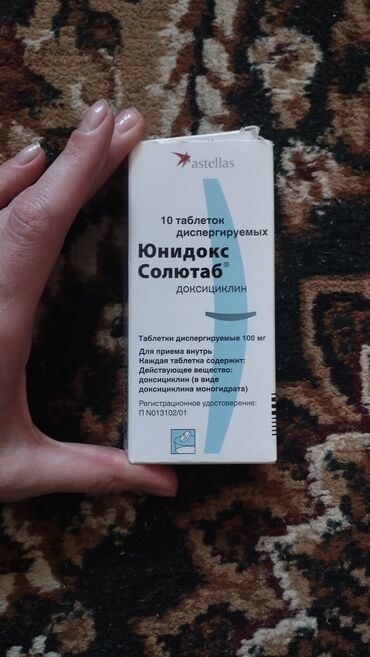 astellas
10 таблеток
диспергируемых
Юнидокс
Солютаб®
доксициклин
Таблетки диспергируемые 100 мг
Для приема внутрь
Каждая таблетка содержит:
Действующее вещество:
доксициклин (в виде
доксициклина моногидрата)
Регистрационное удостоверение:
П N013102/01